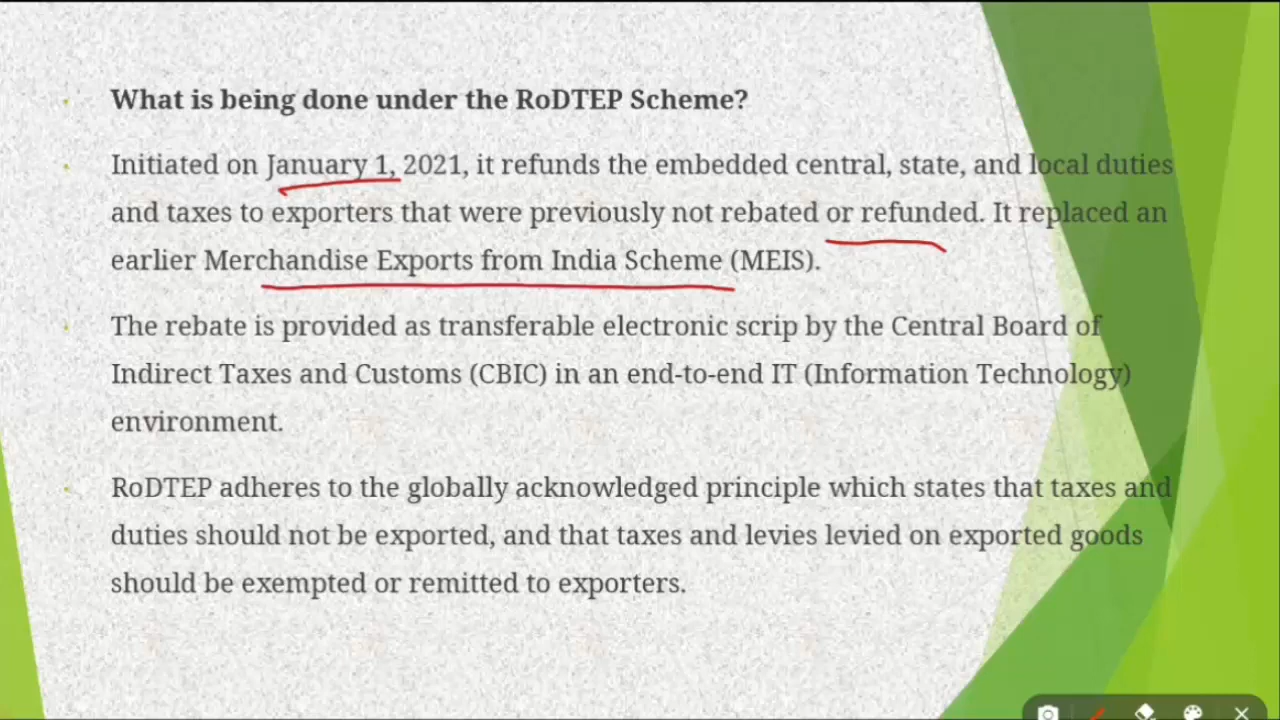 What is being done under the RoDTEP Scheme?
Initiated on January 1, 2021, it refunds the embedded central, state, and local duties
and taxes to exporters that were previously not rebated or refunded. It replaced an
earlier Merchandise Exports from India Scheme (MEIS).
The rebate is provided as transferable electronic scrip by the Central Board of
Indirect Taxes and Customs (CBIC) in an end-to-end IT (Information Technology)
environment.
RoDTEP adheres to the globally acknowledged principle which states that taxes and
duties should not be exported, and that taxes and levies levied on exported goods
should be exempted or remitted to exporters.